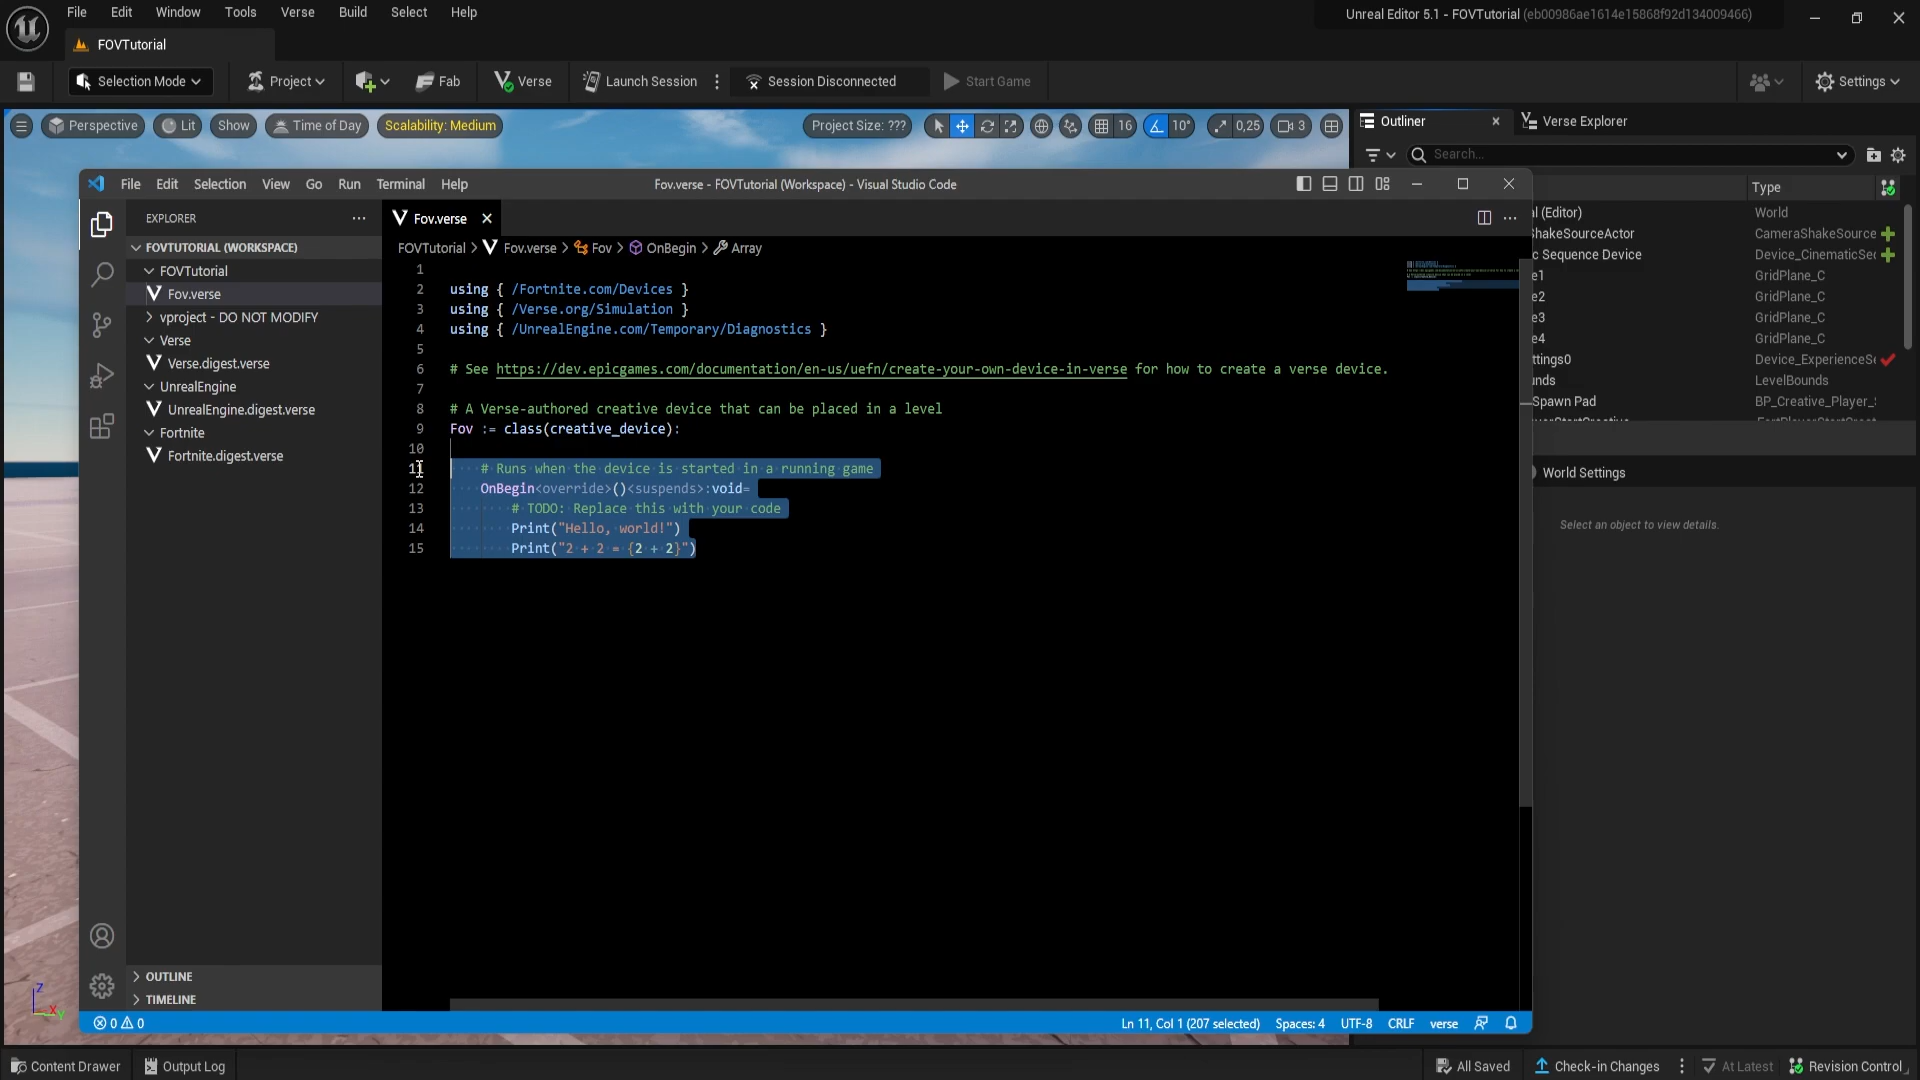 File Edit Window Tools Verse Build Select Help
Unreal Editor 5.1 - FOVTutorial (eb00986ae1614e15868f92d134009466)
FOVTutorial
Selection Mode Project Fab Verse Launch Session Session Disconnected Start Game Settings
Perspective Lit Show Time of Day Scalability: Medium Project Size: ??? 16 10° 0,25 3
Outliner Verse Explorer
Search...
File Edit Selection View Go Run Terminal Help Fov.verse - FOVTutorial (Workspace) - Visual Studio Code
EXPLORER
FOVTUTORIAL (WORKSPACE)
FOVTutorial
Fov.verse
vproject - DO NOT MODIFY
Verse
Verse.digest.verse
UnrealEngine
UnrealEngine.digest.verse
Fortnite
Fortnite.digest.verse
OUTLINE
TIMELINE
Fov.verse
FOVTutorial > Fov.verse > Fov > OnBegin > Array
1
2 using { /Fortnite.com/Devices }
3 using { /Verse.org/Simulation }
4 using { /UnrealEngine.com/Temporary/Diagnostics }
5
6 # See https://dev.epicgames.com/documentation/en-us/uefn/create-your-own-device-in-verse for how to create a verse device.
7
8 # A Verse-authored creative device that can be placed in a level
9 Fov := class(creative_device):
10
11 # Runs when the device is started in a running game
12 OnBegin<override>()<suspends>:void=
13 # TODO: Replace this with your code
14 Print("Hello, world!")
15 Print("2 + 2 = {2 + 2}")
0 0
Ln 11, Col 1 (207 selected) Spaces: 4 UTF-8 CRLF verse
Type
al (Editor) World
ShakeSourceActor CameraShakeSource
c Sequence Device Device_CinematicSec
e1 GridPlane_C
e2 GridPlane_C
e3 GridPlane_C
e4 GridPlane_C
ttings0 Device_ExperienceSe
unds LevelBounds
Spawn Pad BP_Creative_Player_
World Settings
Select an object to view details.
Content Drawer Output Log All Saved Check-in Changes At Latest Revision Control
Z
X
Y